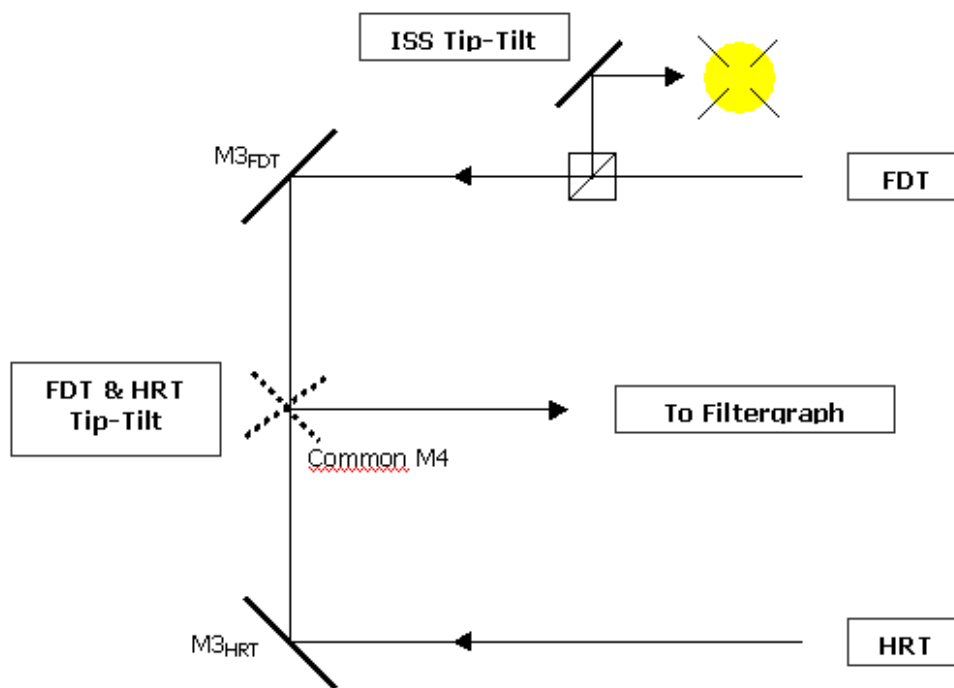 ISS Tip-Tilt
M3FDT
FDT
FDT & HRT
Tip-Tilt
To Filtergraph
Common M4
M3HRT
HRT